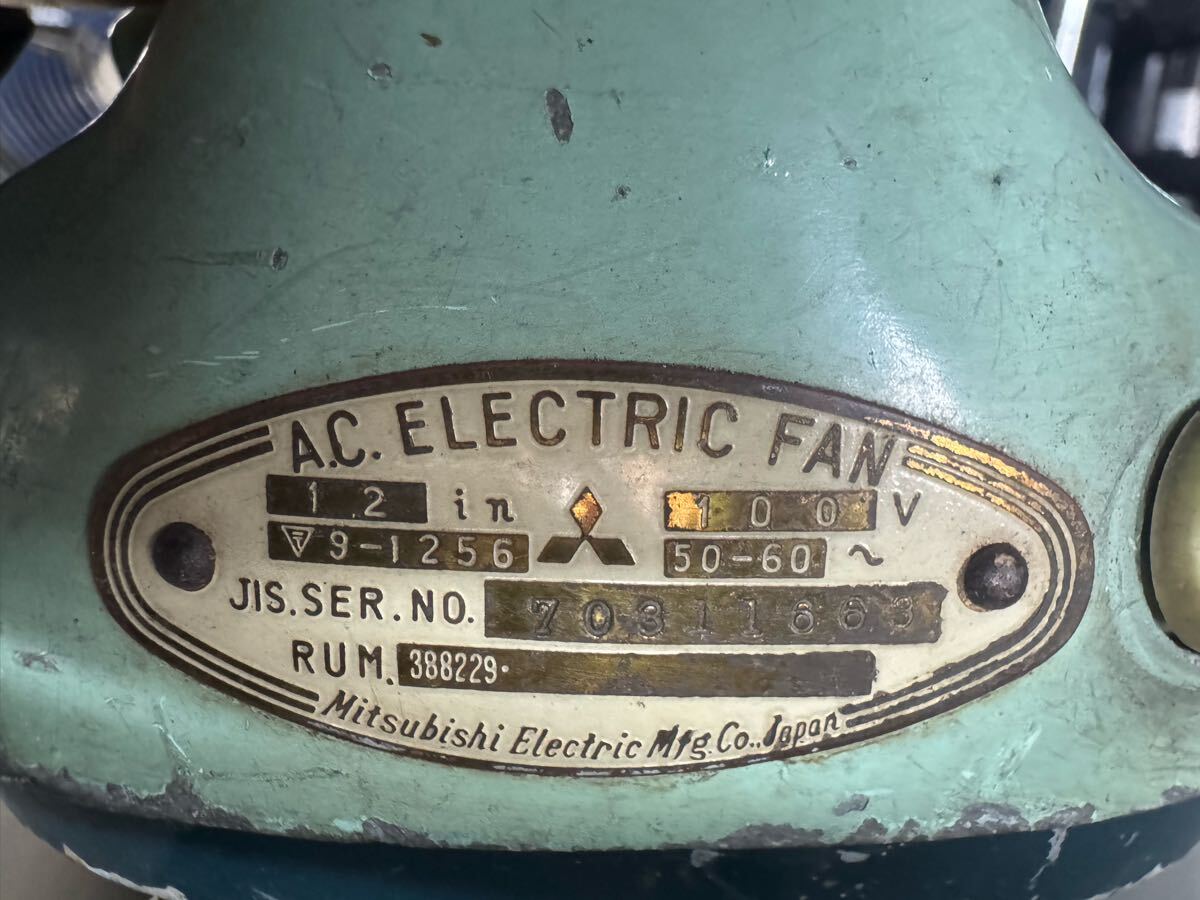 A.C. ELECTRIC FAN
12 in 100 V
〒9-1256 50-60 ~
JIS.SER.NO. 70311663
RUM. 388229.
Mitsubishi Electric Mfg.Co.,Japan